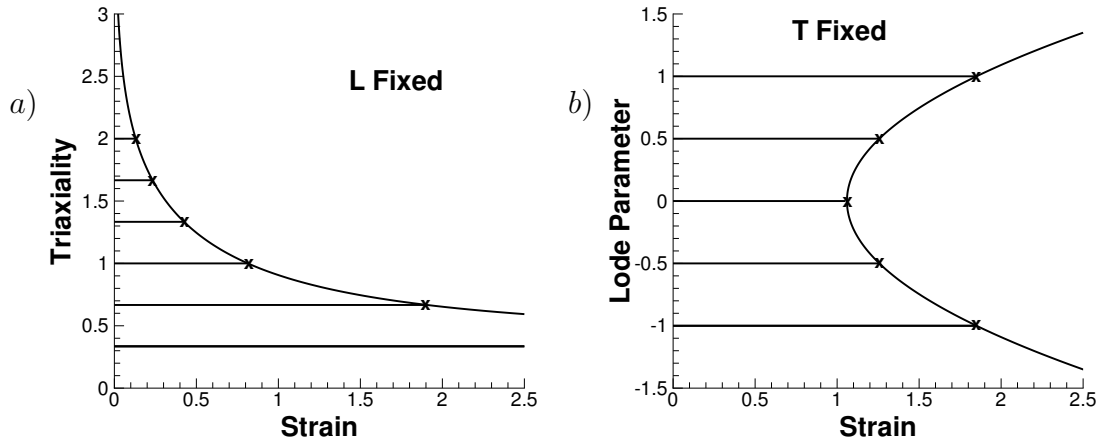 a)
L Fixed
Triaxiality
3
2.5
2
1.5
1
0.5
0
0 0.5 1 1.5 2 2.5
Strain
b)
T Fixed
Lode Parameter
1.5
1
0.5
0
-0.5
-1
-1.5
0 0.5 1 1.5 2 2.5
Strain